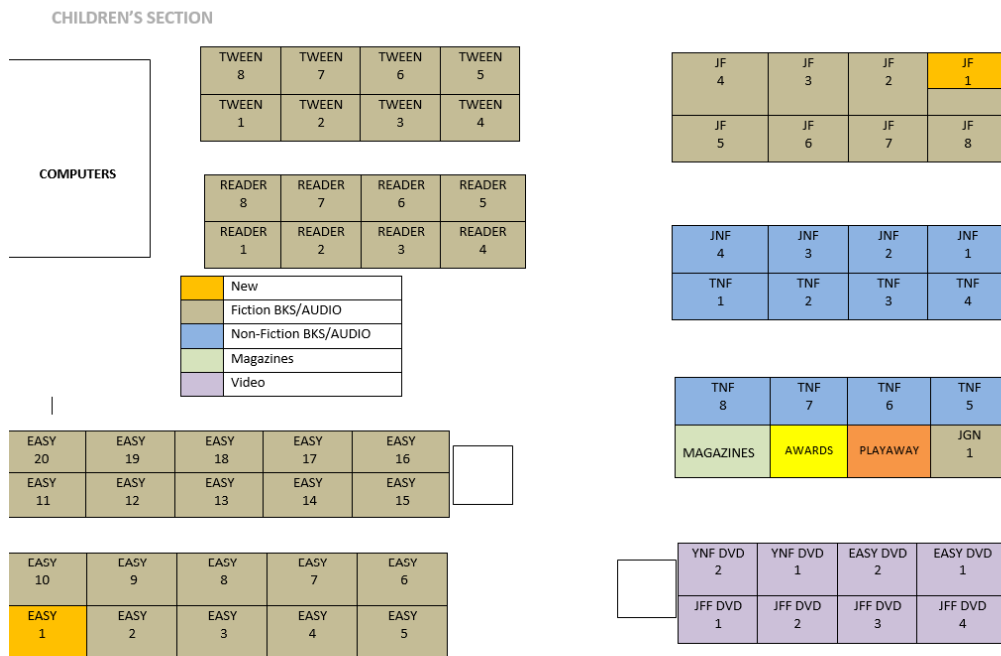 CHILDREN'S SECTION
TWEEN TWEEN TWEEN TWEEN
8 7 6 5
TWEEN TWEEN TWEEN TWEEN
1 2 3 4
JF JF JF JF
4 3 2 1
JF JF JF JF
5 6 7 8
COMPUTERS
READER READER READER READER
8 7 6 5
READER READER READER READER
1 2 3 4
JNF JNF JNF JNF
4 3 2 1
TNF TNF TNF TNF
1 2 3 4
New
Fiction BKS/AUDIO
Non-Fiction BKS/AUDIO
Magazines
Video
TNF TNF TNF TNF
8 7 6 5
MAGAZINES AWARDS PLAYAWAY JGN
1
EASY EASY EASY EASY EASY
20 19 18 17 16
EASY EASY EASY EASY EASY
11 12 13 14 15
EASY EASY EASY EASY EASY
10 9 8 7 6
EASY EASY EASY EASY EASY
1 2 3 4 5
YNF DVD YNF DVD EASY DVD EASY DVD
2 1 2 1
JFF DVD JFF DVD JFF DVD JFF DVD
1 2 3 4